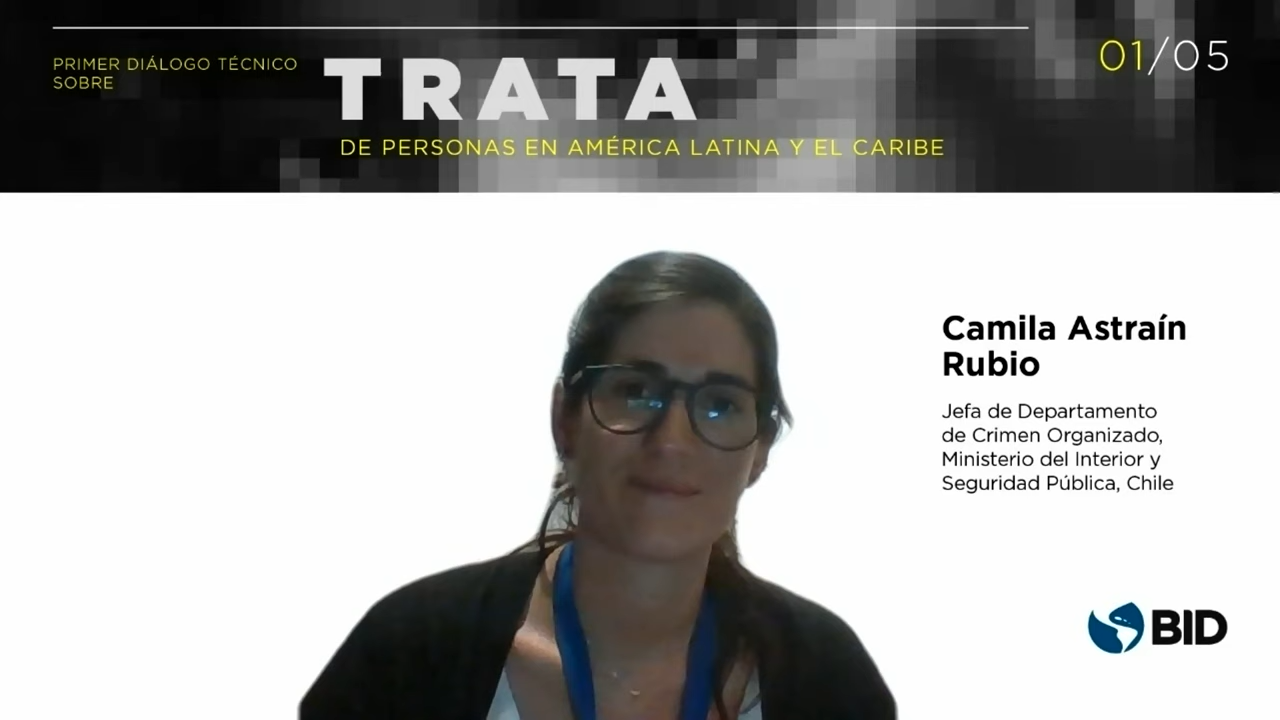 PRIMER DIÁLOGO TÉCNICO
SOBRE
TRATA
DE PERSONAS EN AMÉRICA LATINA Y EL CARIBE
01/05
Camila Astraín
Rubio
Jefa de Departamento
de Crimen Organizado,
Ministerio del Interior y
Seguridad Pública, Chile
BID